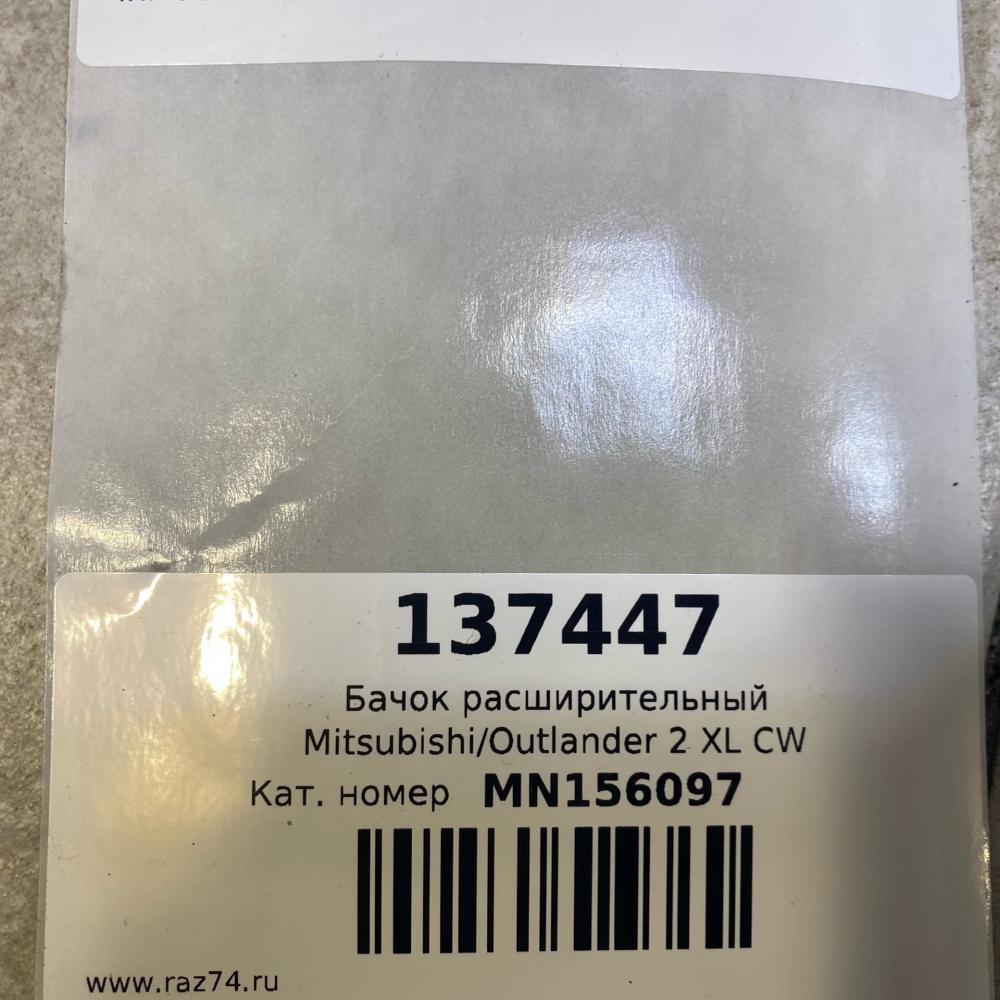 137447
Бачок расширительный
Mitsubishi/Outlander 2 XL CW
Кат. номер MN156097
www.raz74.ru